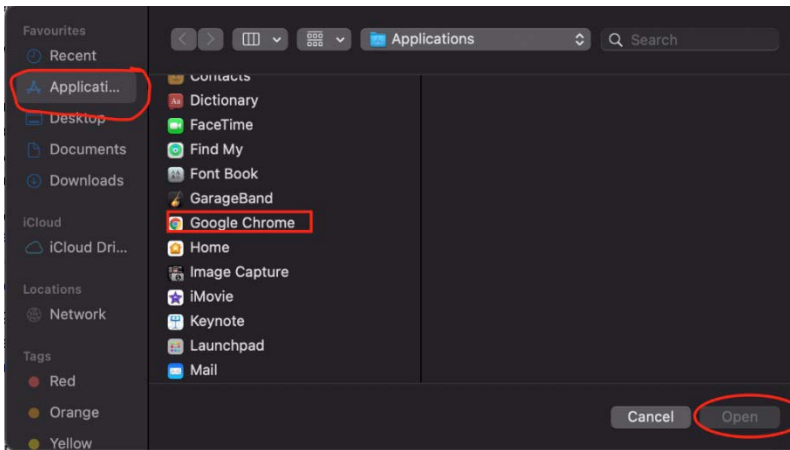 Favourites
Recent
Applicati...
Desktop
Documents
Downloads
iCloud
iCloud Dri...
Locations
Network
Tags
Red
Orange
Yellow
Applications
Search
Contacts
Dictionary
FaceTime
Find My
Font Book
GarageBand
Google Chrome
Home
Image Capture
iMovie
Keynote
Launchpad
Mail
Cancel
Open